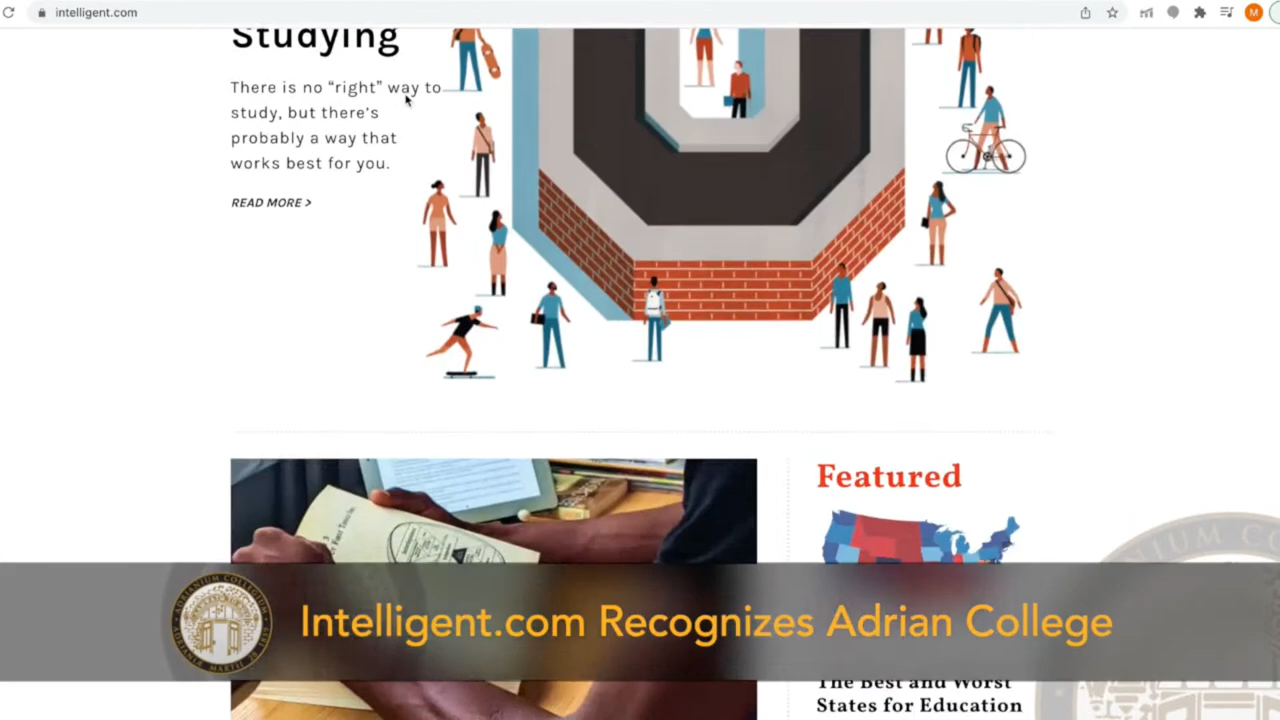 intelligent.com
M
Studying
There is no “right” way to
study, but there’s
probably a way that
works best for you.
READ MORE >
Featured
Intelligent.com Recognizes Adrian College
The Best and Worst
States for Education